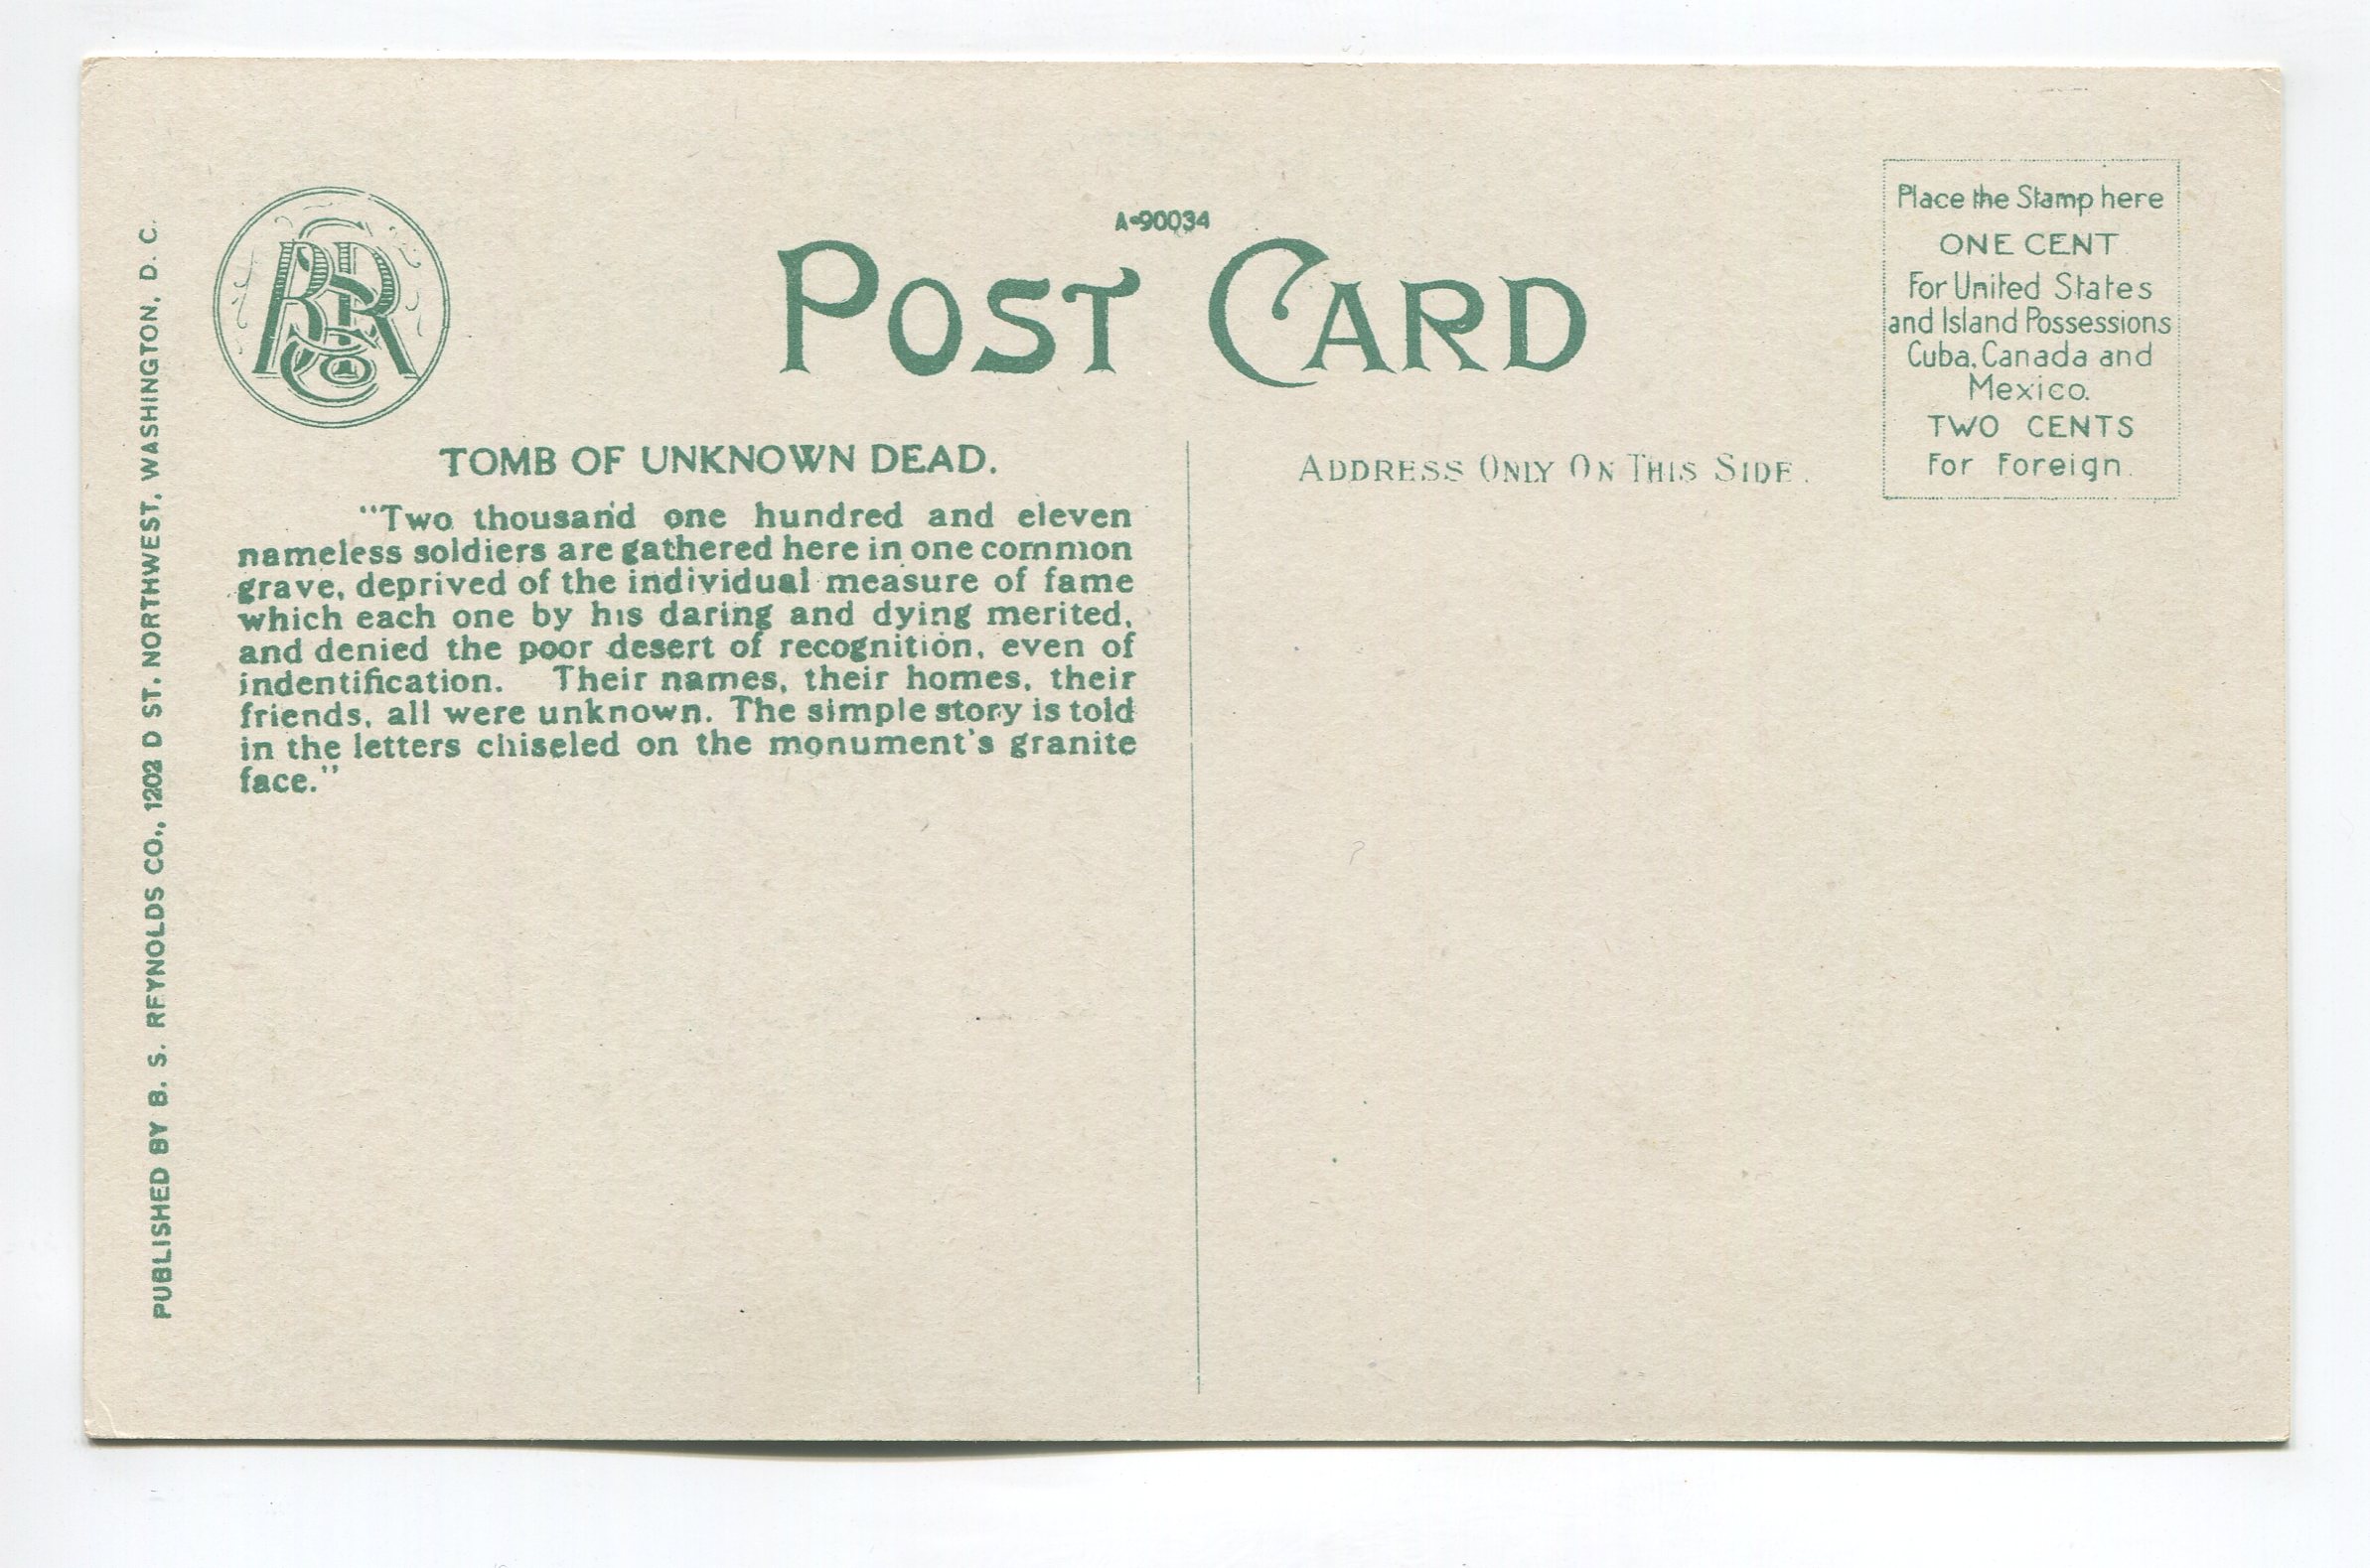 A-90034
POST CARD
Place the Stamp here
ONE CENT
For United States
and Island Possessions
Cuba, Canada and
Mexico.
TWO CENTS
For Foreign.
BSR Co
TOMB OF UNKNOWN DEAD.
"Two thousand one hundred and eleven
nameless soldiers are gathered here in one common
grave, deprived of the individual measure of fame
which each one by his daring and dying merited,
and denied the poor desert of recognition, even of
indentification. Their names, their homes, their
friends, all were unknown. The simple story is told
in the letters chiseled on the monument's granite
face."
ADDRESS ONLY ON THIS SIDE.
PUBLISHED BY B. S. REYNOLDS CO., 1202 D ST. NORTHWEST, WASHINGTON, D. C.